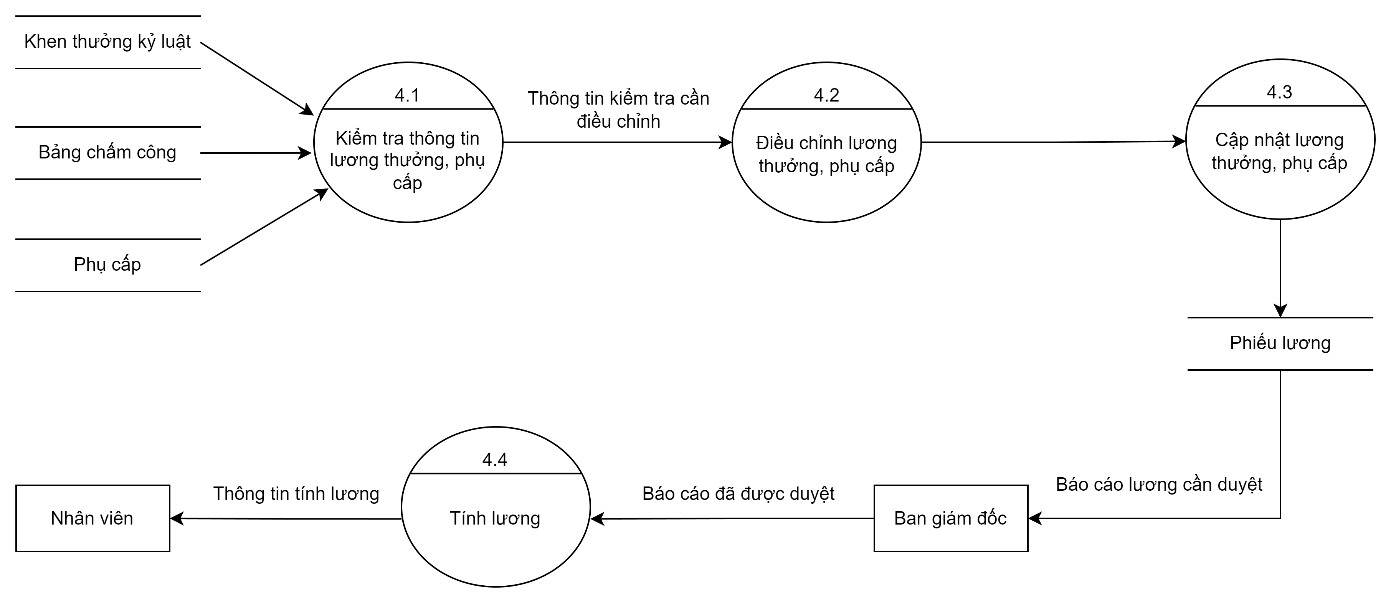 Khen thưởng kỷ luật
Bảng chấm công
Phụ cấp
4.1
Kiểm tra thông tin
lương thưởng, phụ
cấp
Thông tin kiểm tra cần
điều chỉnh
4.2
Điều chỉnh lương
thưởng, phụ cấp
4.3
Cập nhật lương
thưởng, phụ cấp
Phiếu lương
Báo cáo lương cần duyệt
Ban giám đốc
Báo cáo đã được duyệt
4.4
Tính lương
Thông tin tính lương
Nhân viên